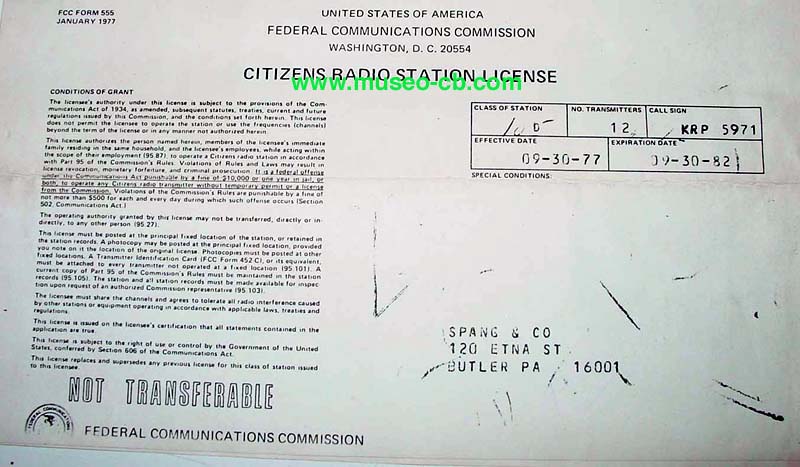 FCC FORM 555
JANUARY 1977
UNITED STATES OF AMERICA
FEDERAL COMMUNICATIONS COMMISSION
WASHINGTON, D. C. 20554
CITIZENS RADIO STATION LICENSE
www.museo-cb.com
CONDITIONS OF GRANT
The licensee's authority under this license is subject to the provisions of the Com-
munications Act of 1934, as amended, subsequent statutes, treaties, current and future
regulations issued by this Commission, and the conditions set forth herein. This license
does not permit the licensee to operate the station or use the frequencies (channels)
beyond the term of the license or in any manner not authorized herein.
This license authorizes the person named herein, members of the licensee's immediate
family residing in the same household, and the licensee's employees, while acting within
the scope of their employment (95.87) to operate a Citizens radio station in accordance
with Part 95 of the Commission's Rules. Violations of Rules and Laws may result in
license revocation, monetary forfeiture, and criminal prosecution. It is a federal offense
under the Communications Act punishable by a fine of $10,000 or one year in jail, or
both, to operate any Citizens radio transmitter without temporary permit or a license
from the Commission. Violations of the Commission's Rules are punishable by a fine of
not more than $500 for each and every day during which such offense occurs (Section
502, Communications Act.)
The operating authority granted by this license may not be transferred, directly or in-
directly, to any other person (95.27).
This license must be posted at the principal fixed location of the station, or retained in
the station records. A photocopy may be posted at the principal fixed location, provided
you note on it the location of the original license. Photocopies must be posted at other
fixed locations. A Transmitter Identification Card (FCC Form 452 C), or its equivalent,
must be attached to every transmitter not operated at a fixed location (95.101). A
current copy of Part 95 of the Commission's Rules must be maintained in the station
records (95.105). The station and all station records must be made available for inspec-
tion upon request of an authorized Commission representative (95.103).
The licensee must share the channels and agrees to tolerate all radio interference caused
by other stations or equipment operating in accordance with applicable laws, treaties and
regulations.
This license is issued on the licensee's certification that all statements contained in the
application are true.
This license is subject to the right of use or control by the Government of the United
States, conferred by Section 606 of the Communications Act.
This license replaces and supersedes any previous license for this class of station issued
to this licensee.
NOT TRANSFERABLE
FEDERAL COMMUNICATIONS COMMISSION
CLASS OF STATION NO. TRANSMITTERS CALL SIGN
D 12 KRP 5971
EFFECTIVE DATE EXPIRATION DATE
09-30-77 09-30-82
SPECIAL CONDITIONS:
SPANG & CO
120 ETNA ST
BUTLER PA 16001